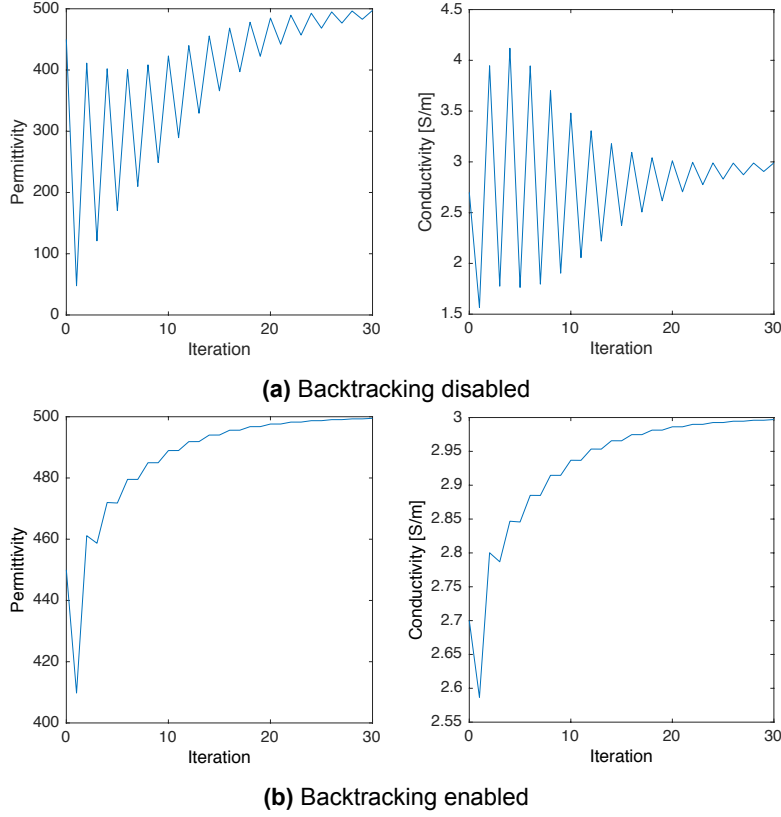 500
400
300
200
100
0
Permittivity
0 10 20 30
Iteration
4.5
4
3.5
3
2.5
2
1.5
Conductivity [S/m]
0 10 20 30
Iteration
(a) Backtracking disabled
500
480
460
440
420
400
Permittivity
0 10 20 30
Iteration
3
2.95
2.9
2.85
2.8
2.75
2.7
2.65
2.6
2.55
Conductivity [S/m]
0 10 20 30
Iteration
(b) Backtracking enabled